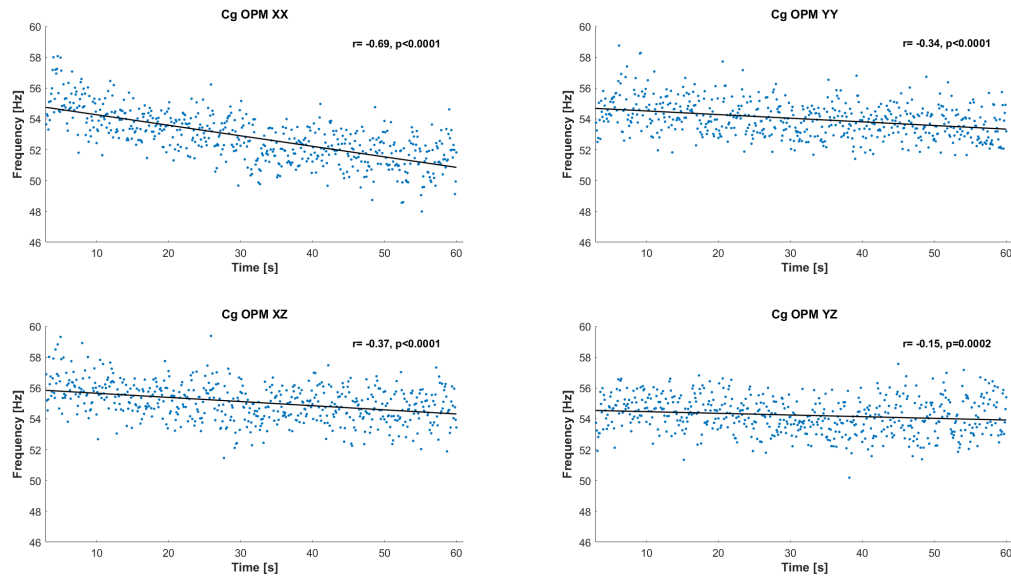 Cg OPM XX
r= -0.69, p<0.0001
60
58
56
54
52
50
48
46
Frequency [Hz]
10 20 30 40 50 60
Time [s]
Cg OPM YY
r= -0.34, p<0.0001
60
58
56
54
52
50
48
46
Frequency [Hz]
10 20 30 40 50 60
Time [s]
Cg OPM XZ
r= -0.37, p<0.0001
60
58
56
54
52
50
48
46
Frequency [Hz]
10 20 30 40 50 60
Time [s]
Cg OPM YZ
r= -0.15, p=0.0002
60
58
56
54
52
50
48
46
Frequency [Hz]
10 20 30 40 50 60
Time [s]